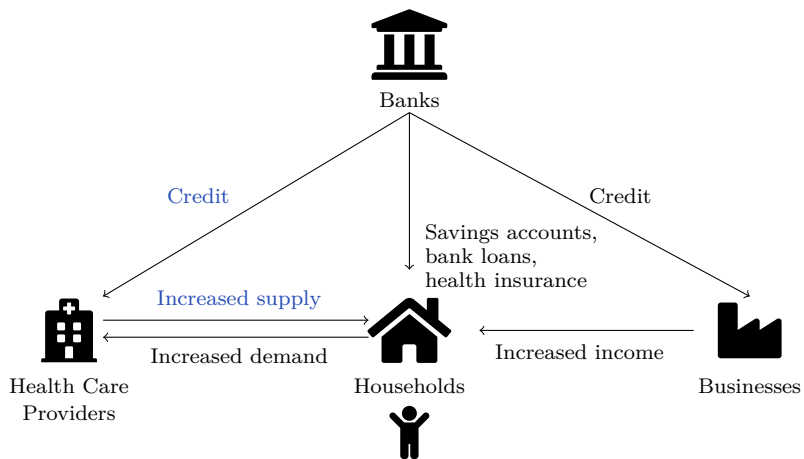 Banks
Credit
Credit
Savings accounts,
bank loans,
health insurance
Increased supply
Increased demand
Increased income
Health Care
Providers
Households
Businesses